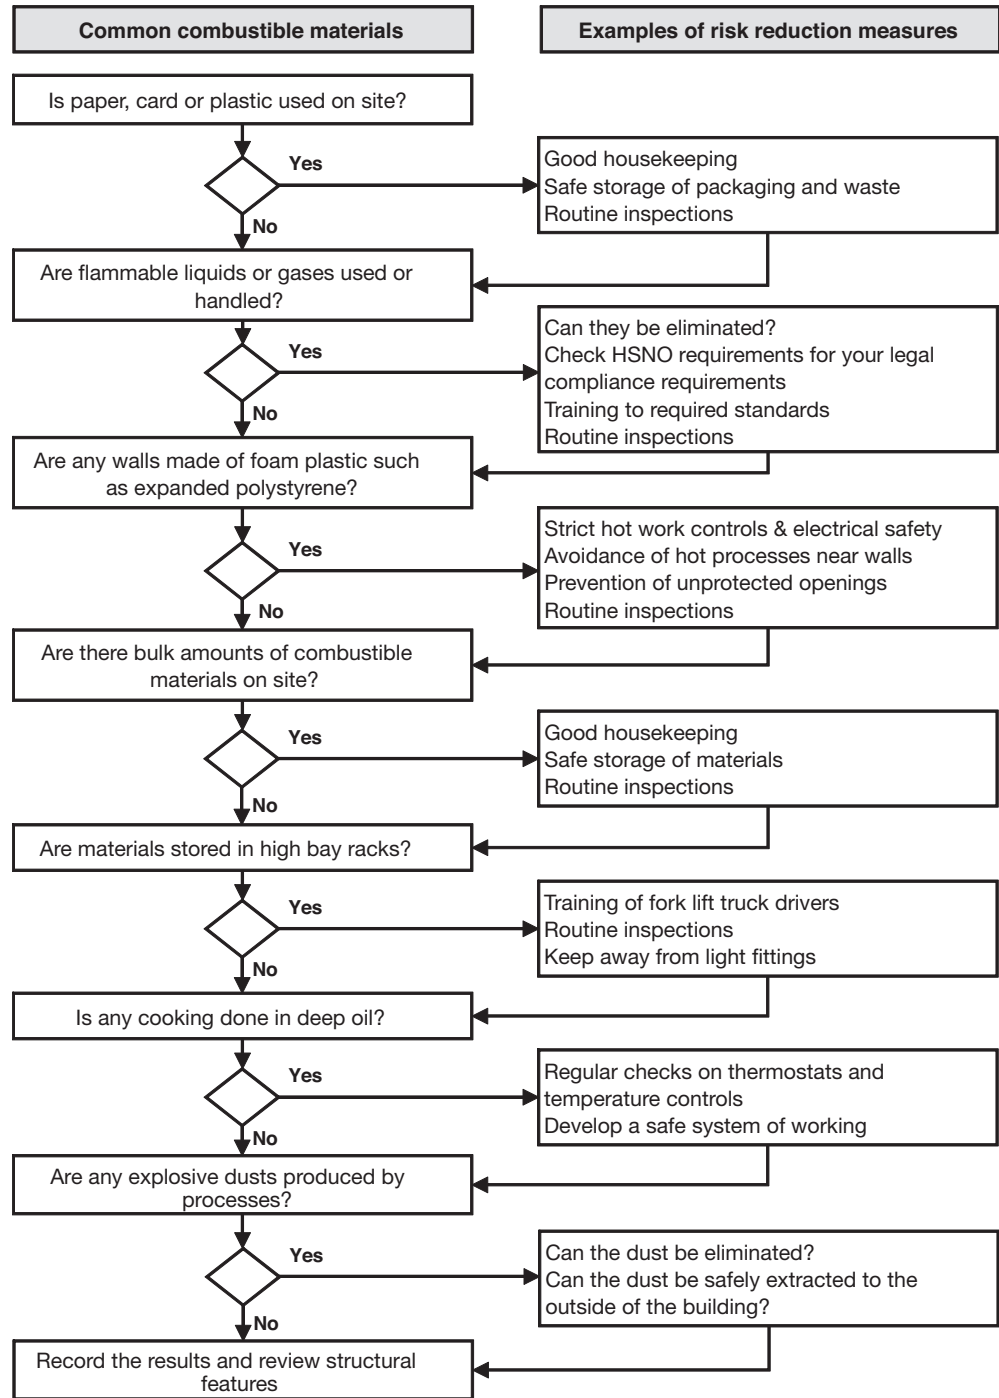 Common combustible materials
Examples of risk reduction measures
Is paper, card or plastic used on site?
Yes
Good housekeeping
Safe storage of packaging and waste
Routine inspections
No
Are flammable liquids or gases used or
handled?
Yes
Can they be eliminated?
Check HSNO requirements for your legal
compliance requirements
Training to required standards
Routine inspections
No
Are any walls made of foam plastic such
as expanded polystyrene?
Yes
Strict hot work controls & electrical safety
Avoidance of hot processes near walls
Prevention of unprotected openings
Routine inspections
No
Are there bulk amounts of combustible
materials on site?
Yes
Good housekeeping
Safe storage of materials
Routine inspections
No
Are materials stored in high bay racks?
Yes
Training of fork lift truck drivers
Routine inspections
Keep away from light fittings
No
Is any cooking done in deep oil?
Yes
Regular checks on thermostats and
temperature controls
Develop a safe system of working
No
Are any explosive dusts produced by
processes?
Yes
Can the dust be eliminated?
Can the dust be safely extracted to the
outside of the building?
No
Record the results and review structural
features